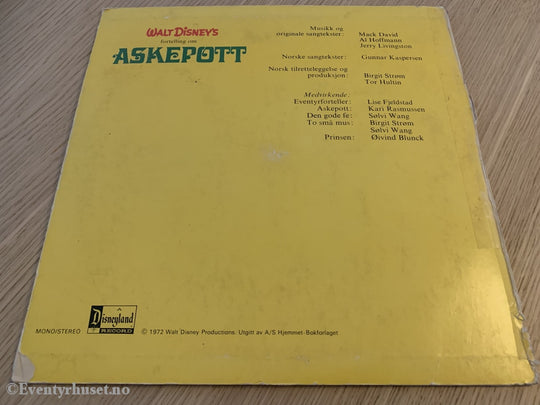 WALT DISNEY'S
fortelling om
ASKEPOTT
Musikk og
originale sangtekster: Mack David
Al Hoffmann
Jerry Livingston
Norske sangtekster: Gunnar Kaspersen
Norsk tilretteleggelse og
produksjon: Birgit Strøm
Tor Hultin
Medvirkende:
Eventyrforteller: Lise Fjeldstad
Askepott: Kari Rasmussen
Den gode fe: Sølvi Wang
To små mus: Birgit Strøm
Sølvi Wang
Prinsen: Øivind Blunck
Disneyland
RECORD
MONO/STEREO
© 1972 Walt Disney Productions. Utgitt av A/S Hjemmet-Bokforlaget
© Eventyrhuset.no